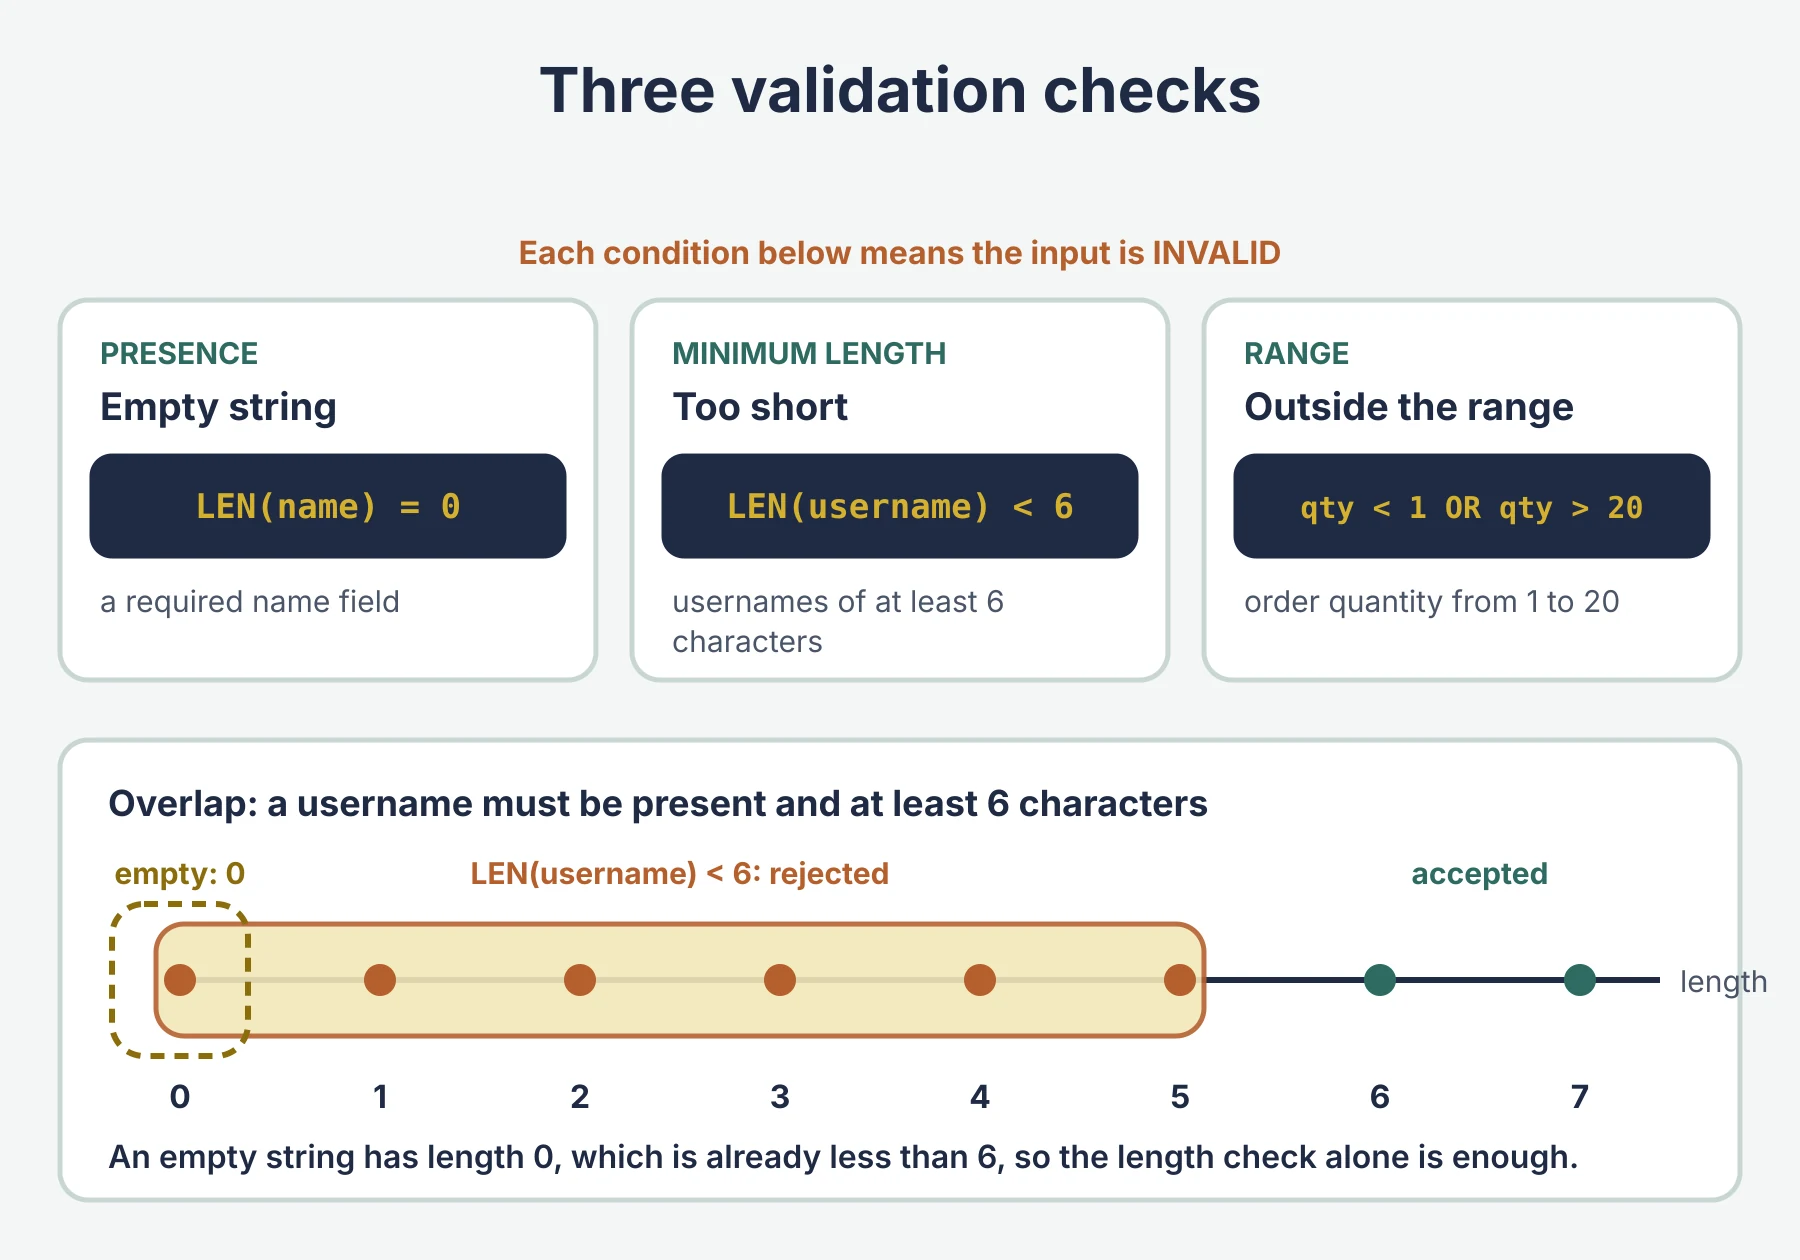 Three validation checks
Each condition below means the input is INVALID
PRESENCE
Empty string
LEN(name) = 0
a required name field
MINIMUM LENGTH
Too short
LEN(username) < 6
usernames of at least 6
characters
RANGE
Outside the range
qty < 1 OR qty > 20
order quantity from 1 to 20
Overlap: a username must be present and at least 6 characters
empty: 0
LEN(username) < 6: rejected
accepted
length
0 1 2 3 4 5 6 7
An empty string has length 0, which is already less than 6, so the length check alone is enough.